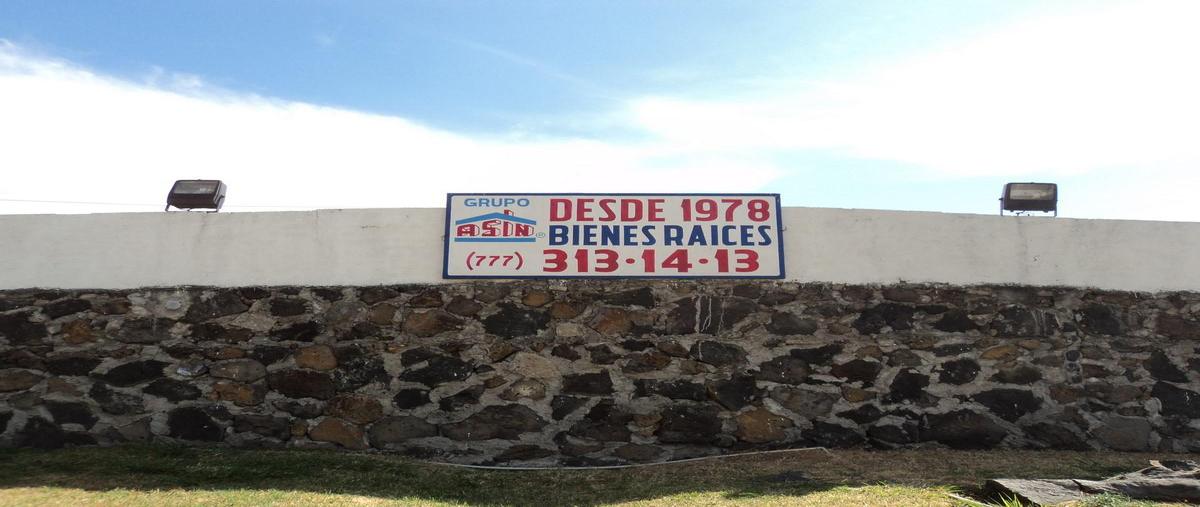 GRUPO
ASIN®
(777)
DESDE 1978
BIENES RAICES
313·14·13